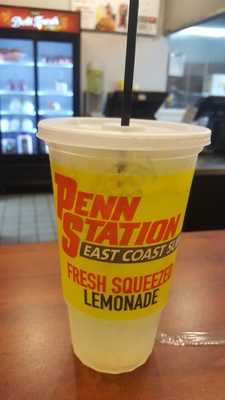 PENN
STATION
EAST COAST
FRESH SQUEEZED
LEMONADE